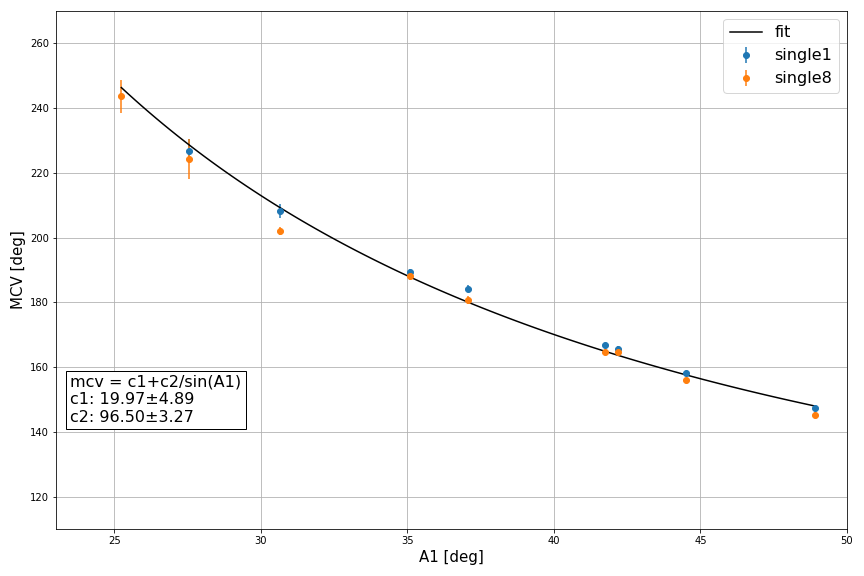 fit
single1
single8
260
240
220
200
180
160
140
120
MCV [deg]
mcv = c1+c2/sin(A1)
c1: 19.97±4.89
c2: 96.50±3.27
25
30
35
40
45
50
A1 [deg]